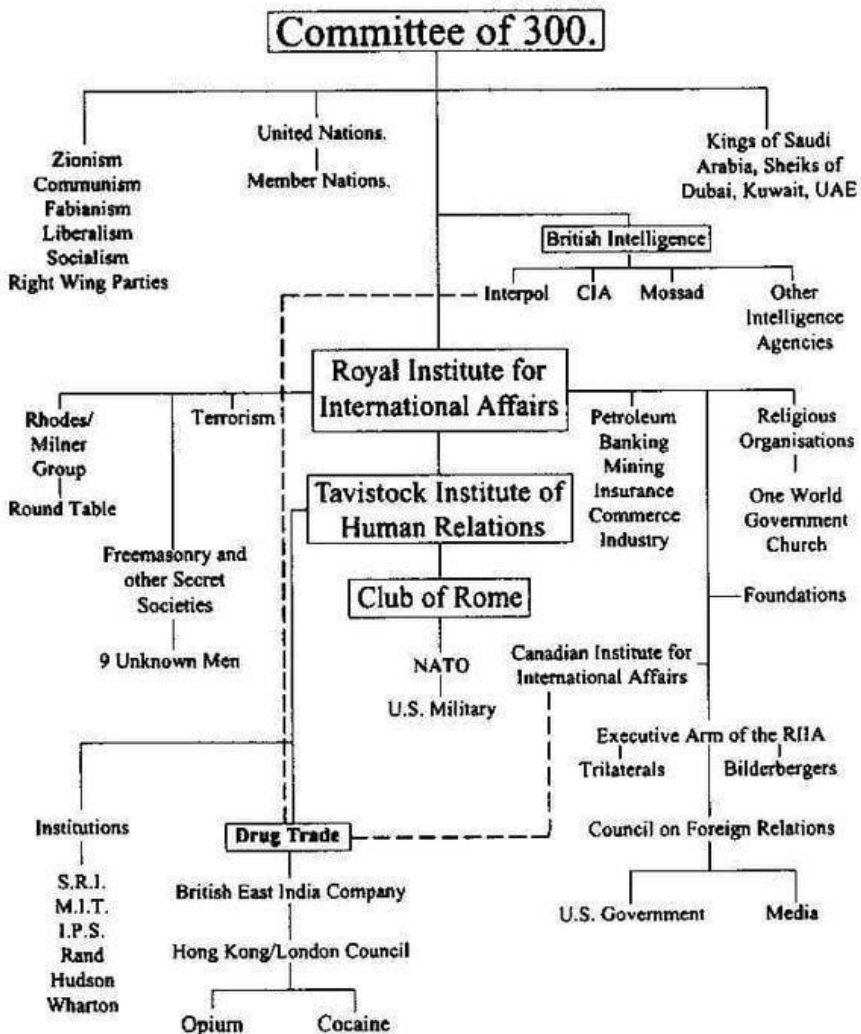 Committee of 300.
United Nations.
Member Nations.
Kings of Saudi
Arabia, Sheiks of
Dubai, Kuwait, UAE
Zionism
Communism
Fabianism
Liberalism
Socialism
Right Wing Parties
British Intelligence
Interpol
CIA
Mossad
Other
Intelligence
Agencies
Royal Institute for
International Affairs
Rhodes/
Milner
Group
Round Table
Terrorism
Petroleum
Banking
Mining
Insurance
Commerce
Industry
Religious
Organisations
One World
Government
Church
Tavistock Institute of
Human Relations
Freemasonry and
other Secret
Societies
9 Unknown Men
Club of Rome
Foundations
NATO
U.S. Military
Canadian Institute for
International Affairs
Executive Arm of the RIIA
Trilaterals
Bilderbergers
Institutions
S.R.I.
M.I.T.
I.P.S.
Rand
Hudson
Wharton
Drug Trade
British East India Company
Hong Kong/London Council
Opium
Cocaine
Council on Foreign Relations
U.S. Government
Media